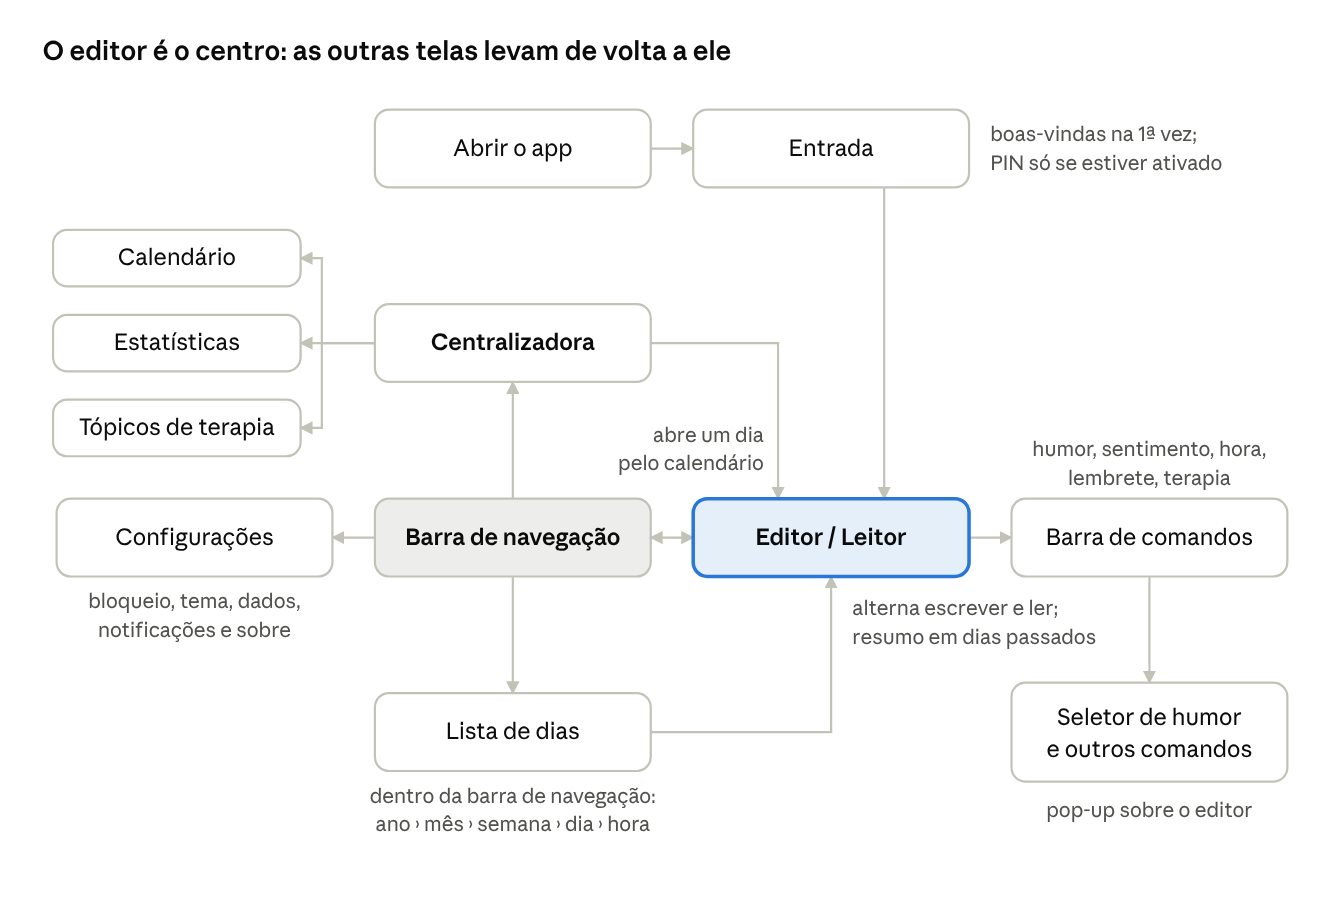 O editor é o centro: as outras telas levam de volta a ele
Abrir o app
Entrada
boas-vindas na 1ª vez;
PIN só se estiver ativado
Calendário
Estatísticas
Tópicos de terapia
Centralizadora
abre um dia
pelo calendário
humor, sentimento, hora,
lembrete, terapia
Configurações
Barra de navegação
Editor / Leitor
Barra de comandos
bloqueio, tema, dados,
notificações e sobre
alterna escrever e ler;
resumo em dias passados
Lista de dias
Seletor de humor
e outros comandos
dentro da barra de navegação:
ano › mês › semana › dia › hora
pop-up sobre o editor